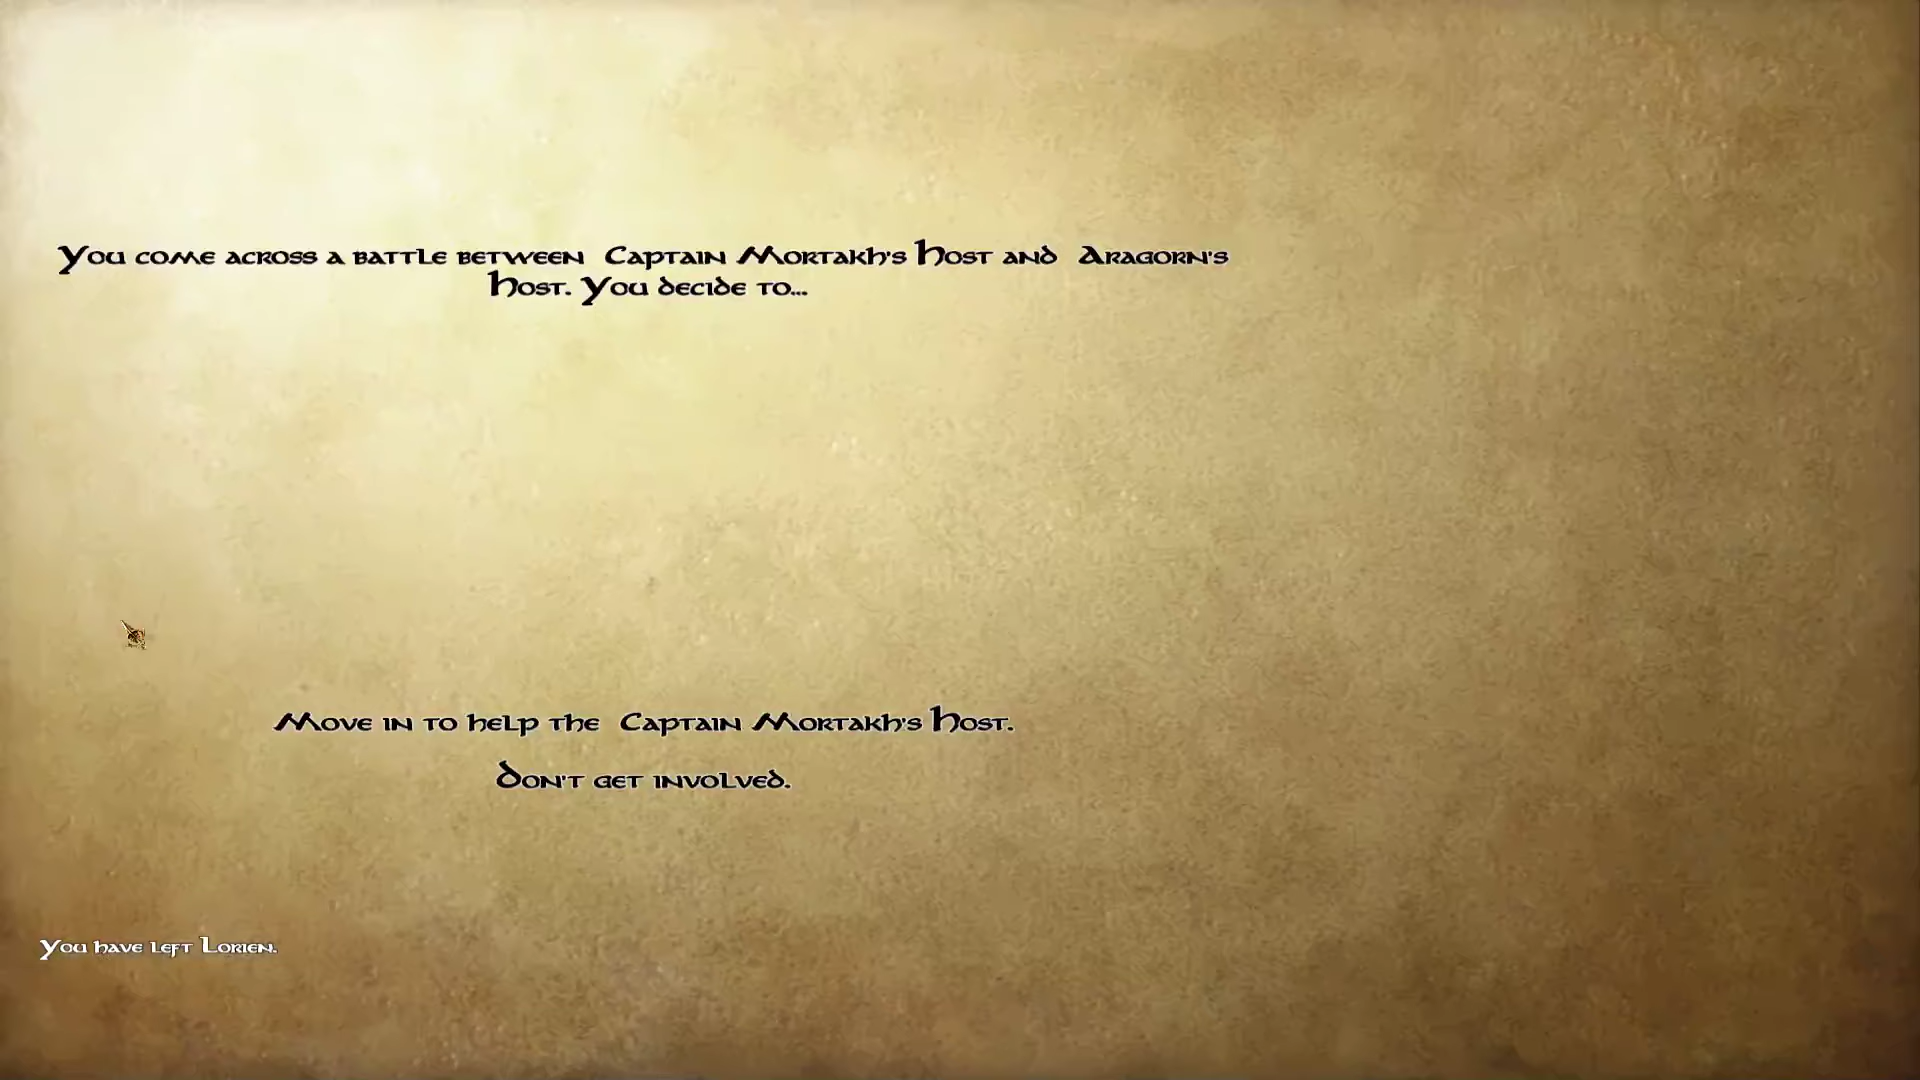 You come across a battle between Captain Mortakh's Host and Aragorn's
Host. You decide to...
Move in to help the Captain Mortakh's Host.
Don't get involved.
You have left Lorien.